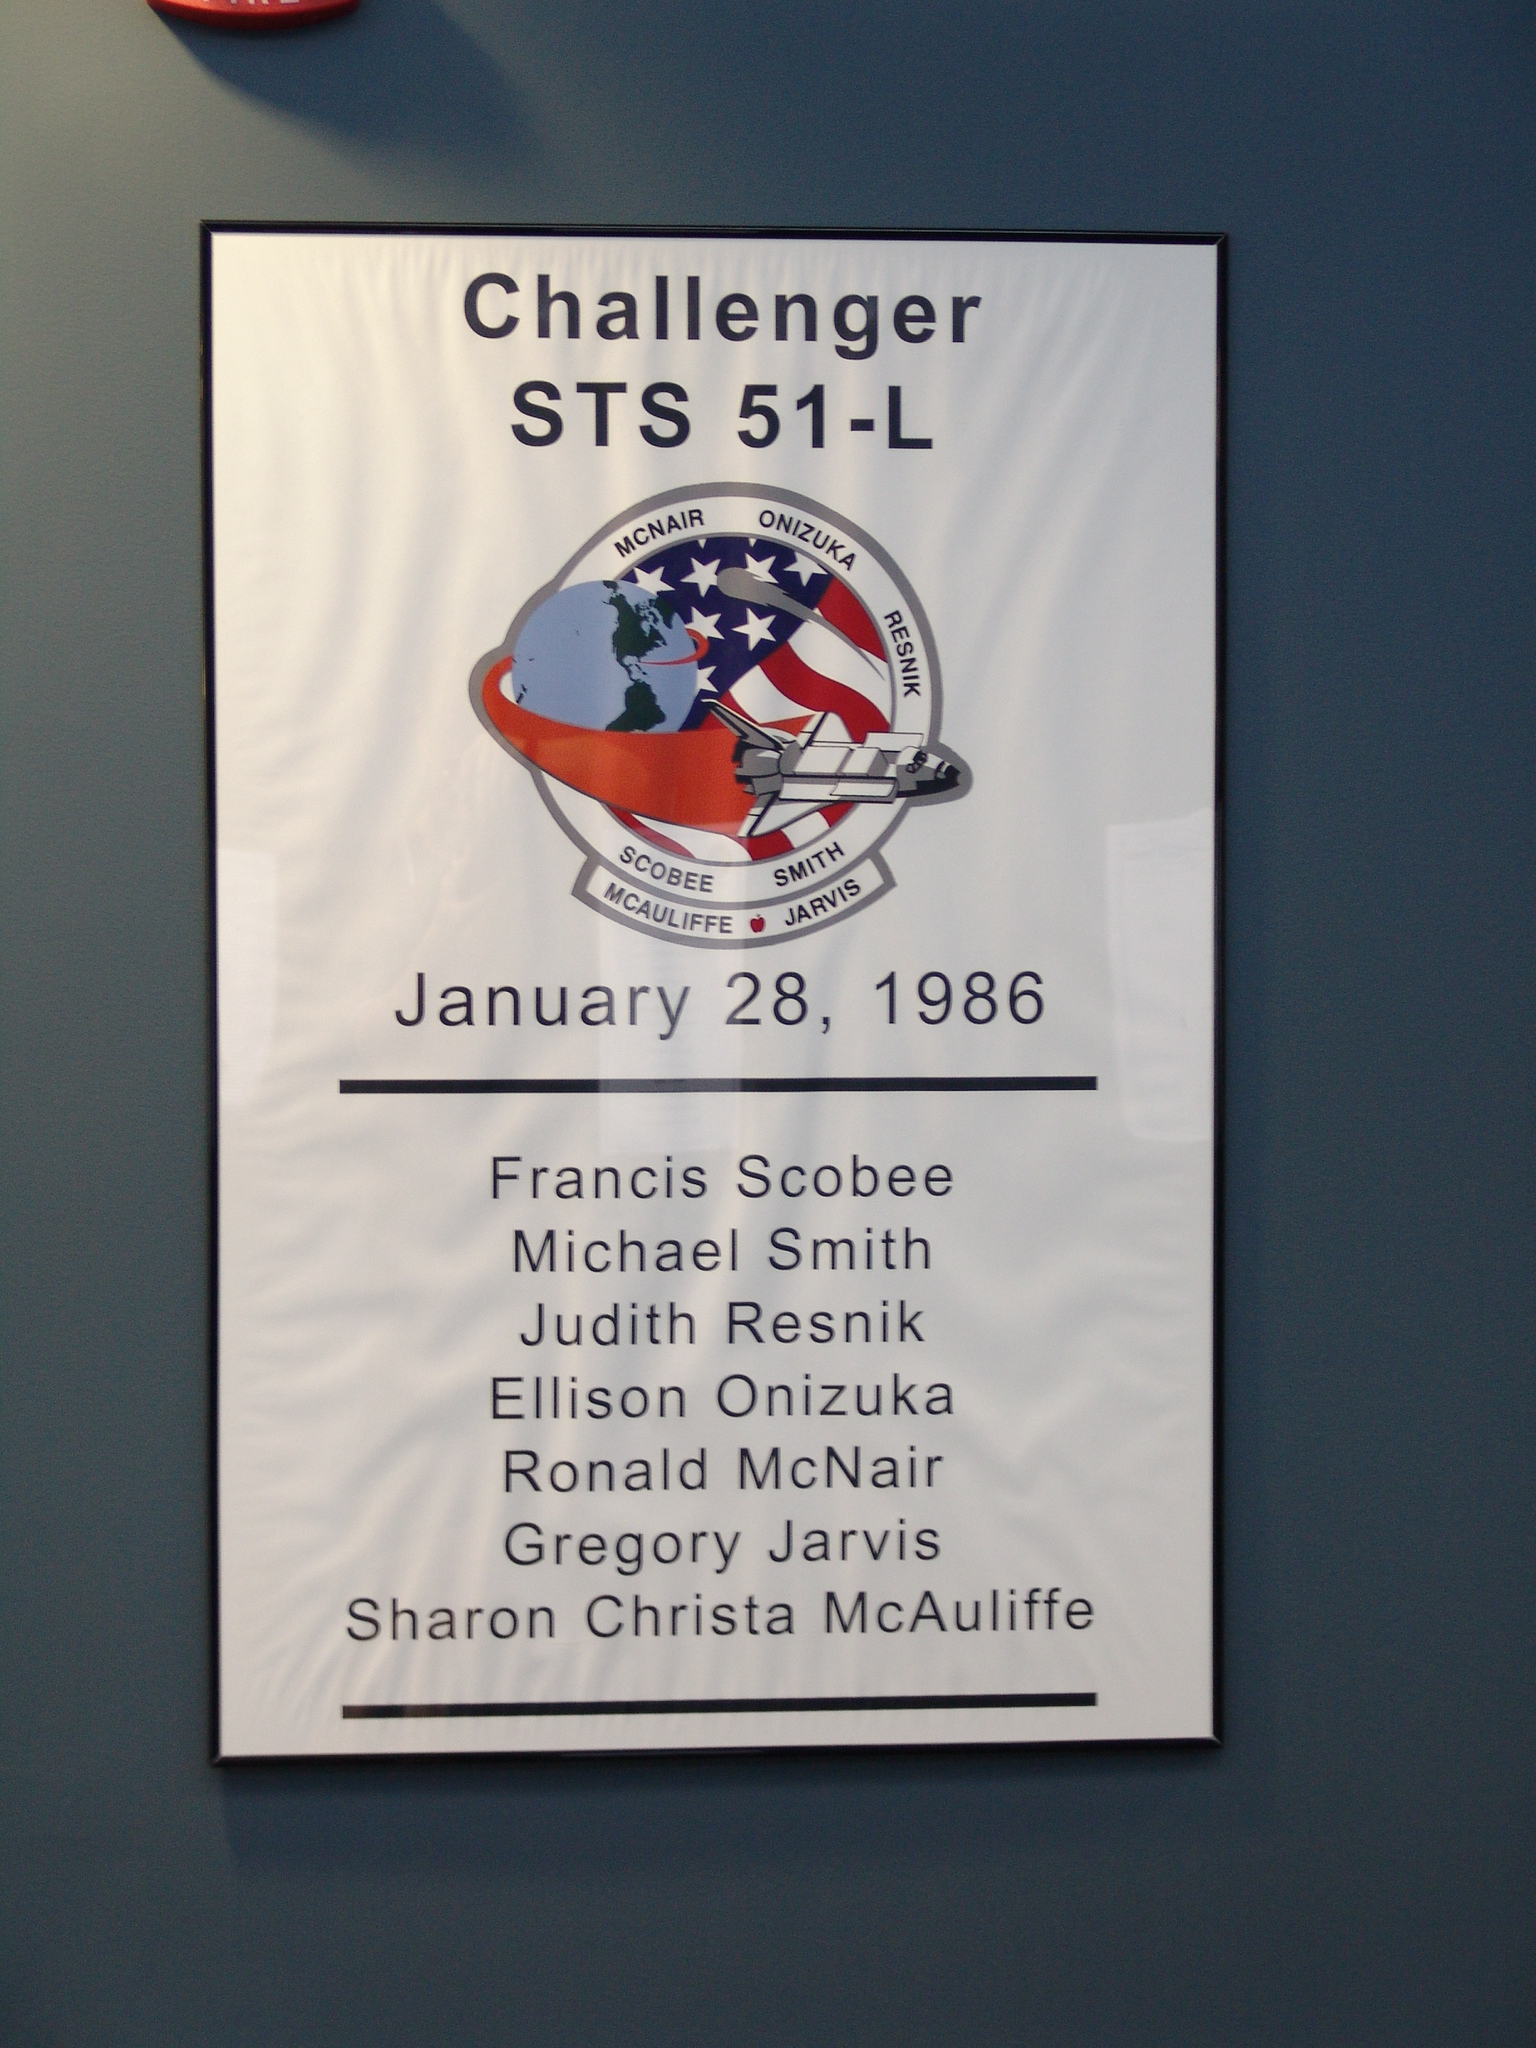 Challenger
STS 51-L
MCNAIR ONIZUKA
RESNIK
SCOBEE SMITH
MCAULIFFE JARVIS
January 28, 1986
Francis Scobee
Michael Smith
Judith Resnik
Ellison Onizuka
Ronald McNair
Gregory Jarvis
Sharon Christa McAuliffe